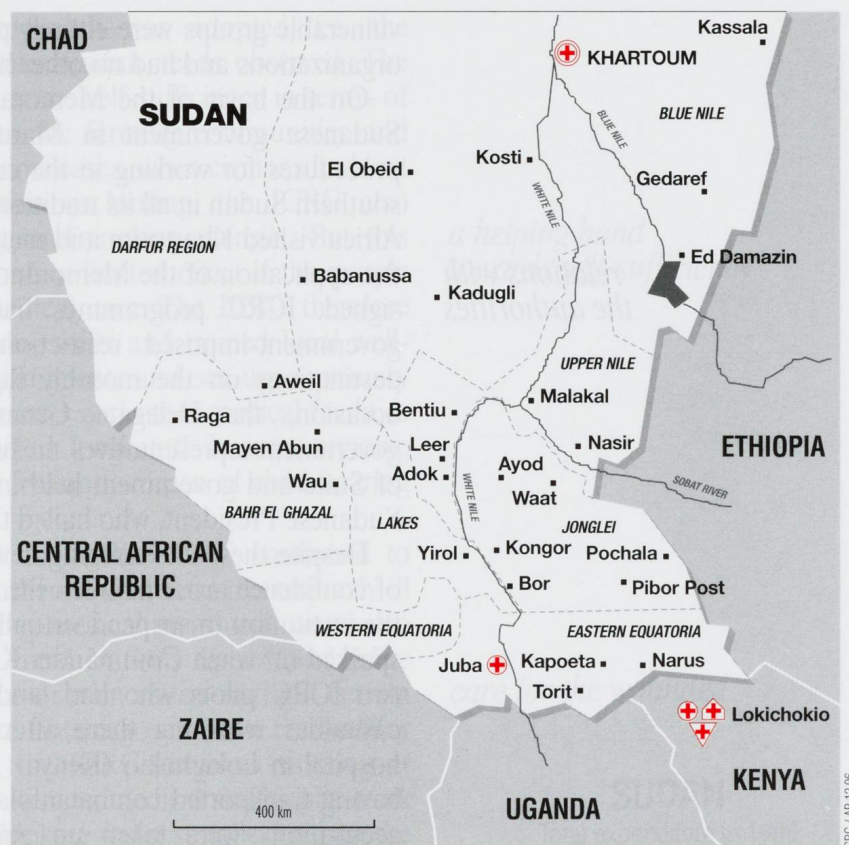 CHAD
SUDAN
KHARTOUM
Kassala
BLUE NILE
BLUE NILE
Kosti
El Obeid
WHITE NILE
Gedaref
DARFUR REGION
Ed Damazin
Babanussa
Kadugli
UPPER NILE
Aweil
Malakal
Raga
Bentiu
Mayen Abun
Leer
Nasir
ETHIOPIA
Wau
Adok
WHITE NILE
Ayod
Waat
SOBAT RIVER
BAHR EL GHAZAL
LAKES
JONGLEI
CENTRAL AFRICAN
REPUBLIC
Yirol
Kongor
Pochala
Bor
Pibor Post
WESTERN EQUATORIA
EASTERN EQUATORIA
Juba
Kapoeta
Narus
Torit
Lokichokio
ZAIRE
KENYA
UGANDA
400 km